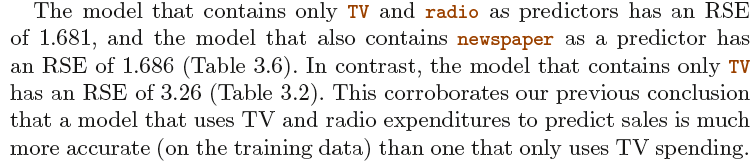 The model that contains only TV and radio as predictors has an RSE
of 1.681, and the model that also contains newspaper as a predictor has
an RSE of 1.686 (Table 3.6). In contrast, the model that contains only TV
has an RSE of 3.26 (Table 3.2). This corroborates our previous conclusion
that a model that uses TV and radio expenditures to predict sales is much
more accurate (on the training data) than one that only uses TV spending.